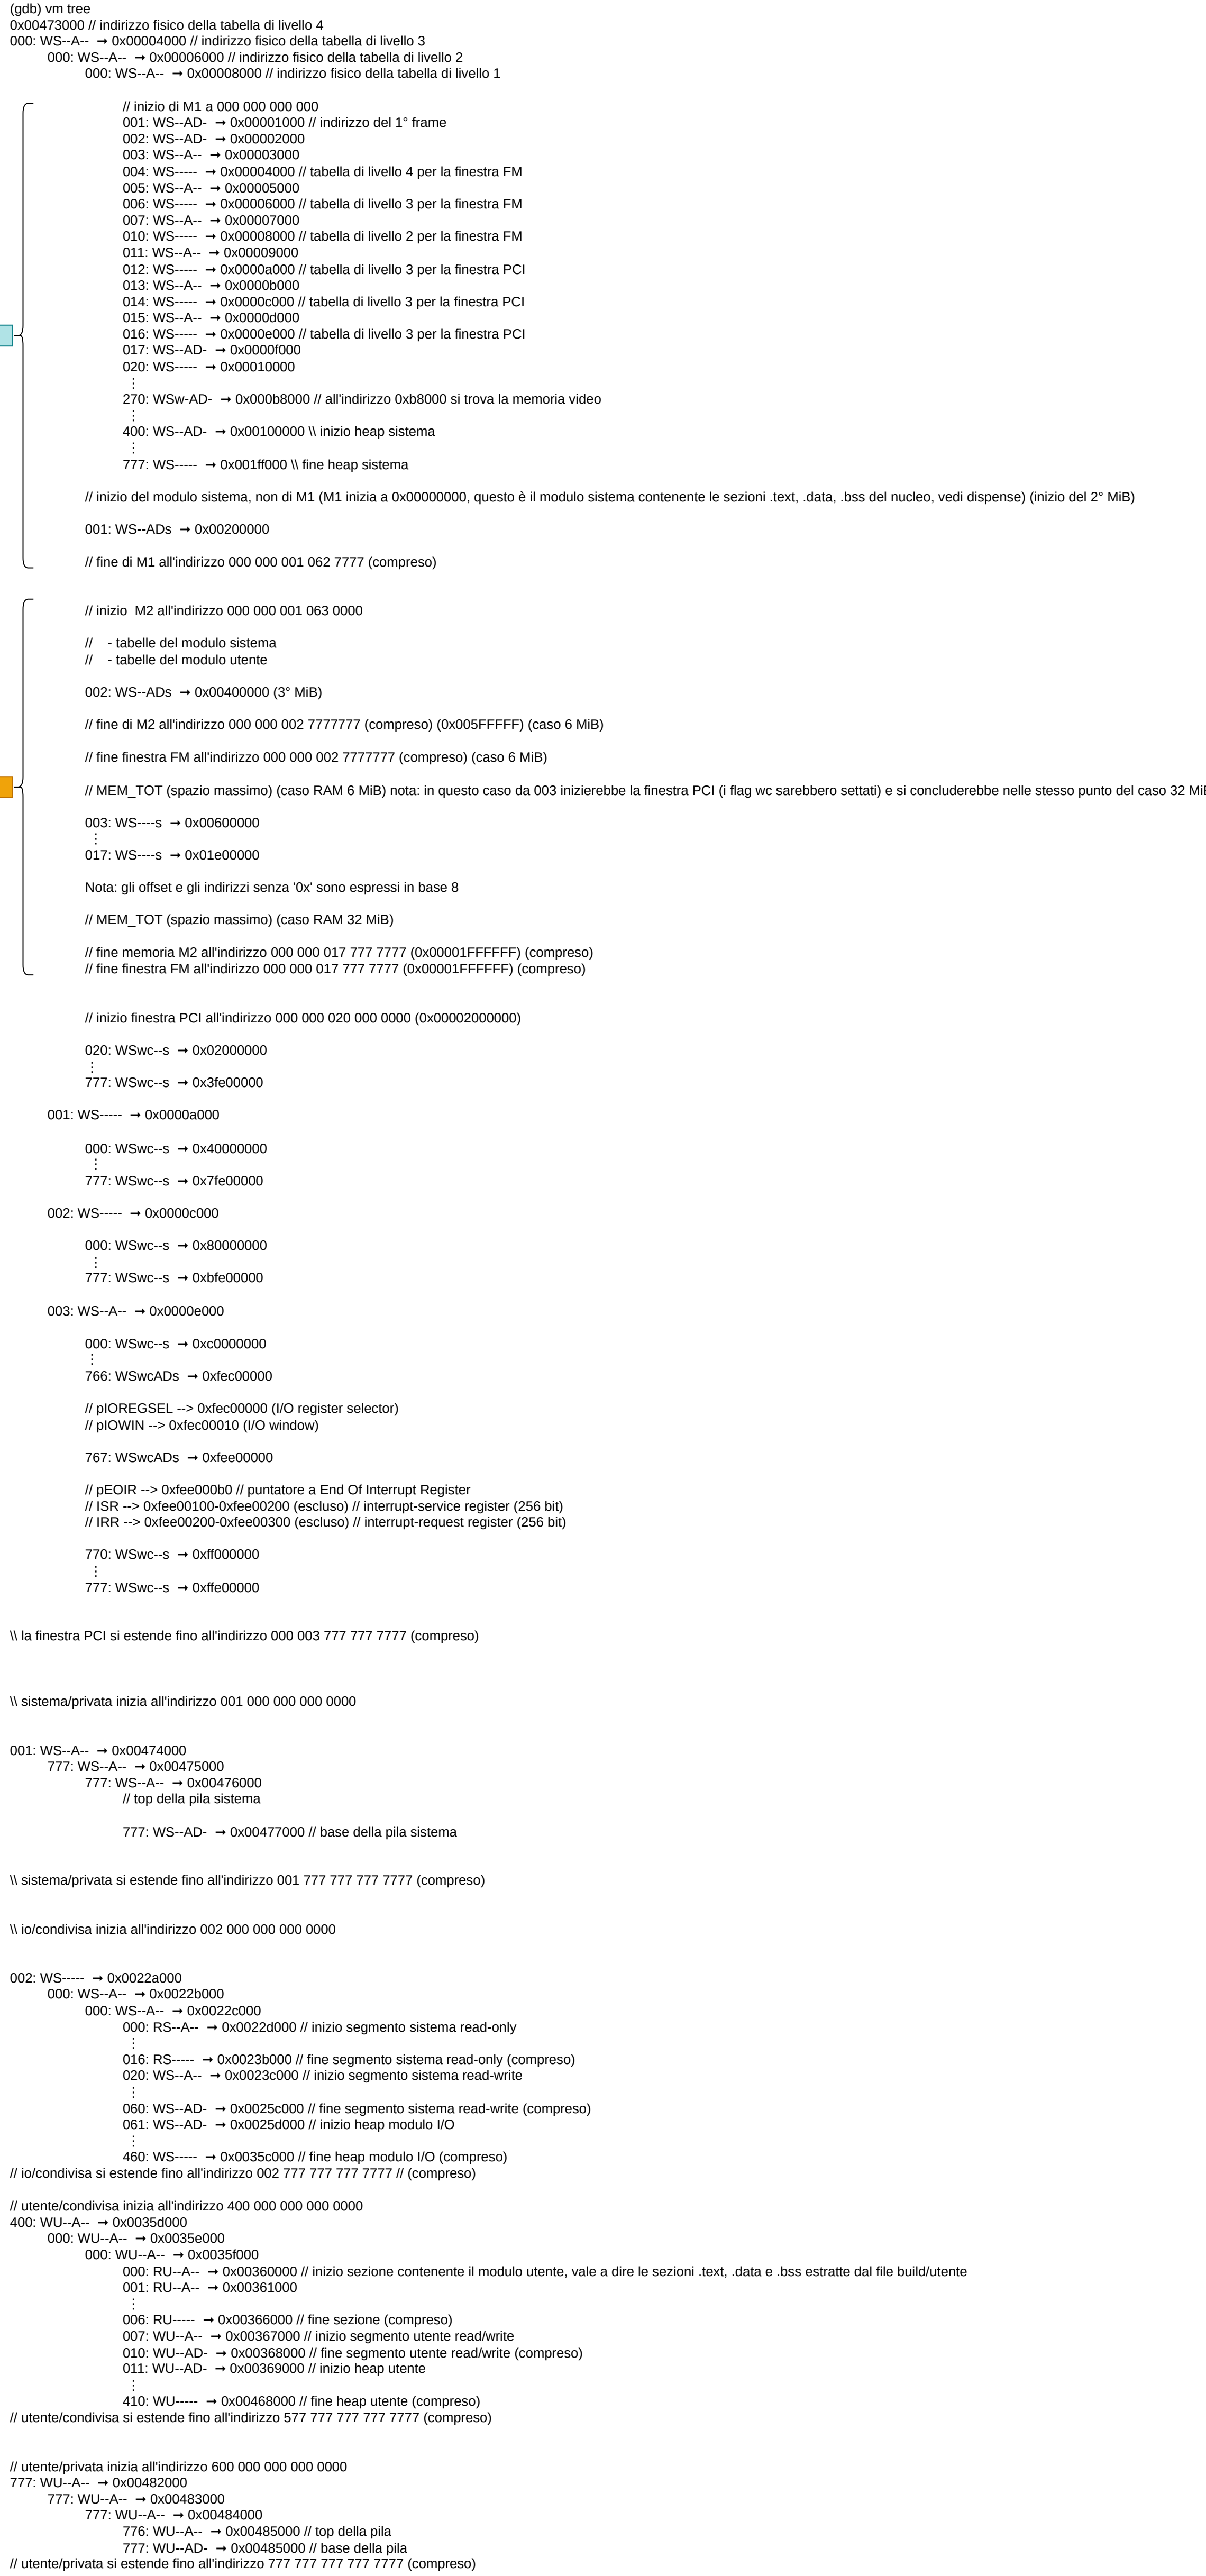 (gdb) vm tree
0x00473000 // indirizzo fisico della tabella di livello 4
000: WS--A-- → 0x00004000 // indirizzo fisico della tabella di livello 3
000: WS--A-- → 0x00006000 // indirizzo fisico della tabella di livello 2
000: WS--A-- → 0x00008000 // indirizzo fisico della tabella di livello 1
// inizio di M1 a 000 000 000 000
001: WS--AD- → 0x00001000 // indirizzo del 1° frame
002: WS--AD- → 0x00002000
003: WS--A-- → 0x00003000
004: WS----- → 0x00004000 // tabella di livello 4 per la finestra FM
005: WS--A-- → 0x00005000
006: WS----- → 0x00006000 // tabella di livello 3 per la finestra FM
007: WS--A-- → 0x00007000
010: WS----- → 0x00008000 // tabella di livello 2 per la finestra FM
011: WS--A-- → 0x00009000
012: WS----- → 0x0000a000 // tabella di livello 3 per la finestra PCI
013: WS--A-- → 0x0000b000
014: WS----- → 0x0000c000 // tabella di livello 3 per la finestra PCI
015: WS--A-- → 0x0000d000
016: WS----- → 0x0000e000 // tabella di livello 3 per la finestra PCI
017: WS--AD- → 0x0000f000
020: WS----- → 0x00010000
⋮
270: WSw-AD- → 0x000b8000 // all'indirizzo 0xb8000 si trova la memoria video
⋮
400: WS--AD- → 0x00100000 \\ inizio heap sistema
⋮
777: WS----- → 0x001ff000 \\ fine heap sistema
// inizio del modulo sistema, non di M1 (M1 inizia a 0x00000000, questo è il modulo sistema contenente le sezioni .text, .data, .bss del nucleo, vedi dispense) (inizio del 2° MiB)
001: WS--ADs → 0x00200000
// fine di M1 all'indirizzo 000 000 001 062 7777 (compreso)
// inizio M2 all'indirizzo 000 000 001 063 0000
// - tabelle del modulo sistema
// - tabelle del modulo utente
002: WS--ADs → 0x00400000 (3° MiB)
// fine di M2 all'indirizzo 000 000 002 7777777 (compreso) (0x005FFFFF) (caso 6 MiB)
// fine finestra FM all'indirizzo 000 000 002 7777777 (compreso) (caso 6 MiB)
// MEM_TOT (spazio massimo) (caso RAM 6 MiB) nota: in questo caso da 003 inizierebbe la finestra PCI (i flag wc sarebbero settati) e si concluderebbe nelle stesso punto del caso 32 MiB
003: WS----s → 0x00600000
⋮
017: WS----s → 0x01e00000
Nota: gli offset e gli indirizzi senza '0x' sono espressi in base 8
// MEM_TOT (spazio massimo) (caso RAM 32 MiB)
// fine memoria M2 all'indirizzo 000 000 017 777 7777 (0x00001FFFFFF) (compreso)
// fine finestra FM all'indirizzo 000 000 017 777 7777 (0x00001FFFFFF) (compreso)
// inizio finestra PCI all'indirizzo 000 000 020 000 0000 (0x00002000000)
020: WSwc--s → 0x02000000
⋮
777: WSwc--s → 0x3fe00000
001: WS----- → 0x0000a000
000: WSwc--s → 0x40000000
⋮
777: WSwc--s → 0x7fe00000
002: WS----- → 0x0000c000
000: WSwc--s → 0x80000000
⋮
777: WSwc--s → 0xbfe00000
003: WS--A-- → 0x0000e000
000: WSwc--s → 0xc0000000
⋮
766: WSwcADs → 0xfec00000
// pIOREGSEL --> 0xfec00000 (I/O register selector)
// pIOWIN --> 0xfec00010 (I/O window)
767: WSwcADs → 0xfee00000
// pEOIR --> 0xfee000b0 // puntatore a End Of Interrupt Register
// ISR --> 0xfee00100-0xfee00200 (escluso) // interrupt-service register (256 bit)
// IRR --> 0xfee00200-0xfee00300 (escluso) // interrupt-request register (256 bit)
770: WSwc--s → 0xff000000
⋮
777: WSwc--s → 0xffe00000
\\ la finestra PCI si estende fino all'indirizzo 000 003 777 777 7777 (compreso)
\\ sistema/privata inizia all'indirizzo 001 000 000 000 0000
001: WS--A-- → 0x00474000
777: WS--A-- → 0x00475000
777: WS--A-- → 0x00476000
// top della pila sistema
777: WS--AD- → 0x00477000 // base della pila sistema
\\ sistema/privata si estende fino all'indirizzo 001 777 777 777 7777 (compreso)
\\ io/condivisa inizia all'indirizzo 002 000 000 000 0000
002: WS----- → 0x0022a000
000: WS--A-- → 0x0022b000
000: WS--A-- → 0x0022c000
000: RS--A-- → 0x0022d000 // inizio segmento sistema read-only
⋮
016: RS----- → 0x0023b000 // fine segmento sistema read-only (compreso)
020: WS--A-- → 0x0023c000 // inizio segmento sistema read-write
⋮
060: WS--AD- → 0x0025c000 // fine segmento sistema read-write (compreso)
061: WS--AD- → 0x0025d000 // inizio heap modulo I/O
⋮
460: WS----- → 0x0035c000 // fine heap modulo I/O (compreso)
// io/condivisa si estende fino all'indirizzo 002 777 777 777 7777 // (compreso)
// utente/condivisa inizia all'indirizzo 400 000 000 000 0000
400: WU--A-- → 0x0035d000
000: WU--A-- → 0x0035e000
000: WU--A-- → 0x0035f000
000: RU--A-- → 0x00360000 // inizio sezione contenente il modulo utente, vale a dire le sezioni .text, .data e .bss estratte dal file build/utente
001: RU--A-- → 0x00361000
⋮
006: RU----- → 0x00366000 // fine sezione (compreso)
007: WU--A-- → 0x00367000 // inizio segmento utente read/write
010: WU--AD- → 0x00368000 // fine segmento utente read/write (compreso)
011: WU--AD- → 0x00369000 // inizio heap utente
⋮
410: WU----- → 0x00468000 // fine heap utente (compreso)
// utente/condivisa si estende fino all'indirizzo 577 777 777 777 7777 (compreso)
// utente/privata inizia all'indirizzo 600 000 000 000 0000
777: WU--A-- → 0x00482000
777: WU--A-- → 0x00483000
777: WU--A-- → 0x00484000
776: WU--A-- → 0x00485000 // top della pila
777: WU--AD- → 0x00485000 // base della pila
// utente/privata si estende fino all'indirizzo 777 777 777 777 7777 (compreso)